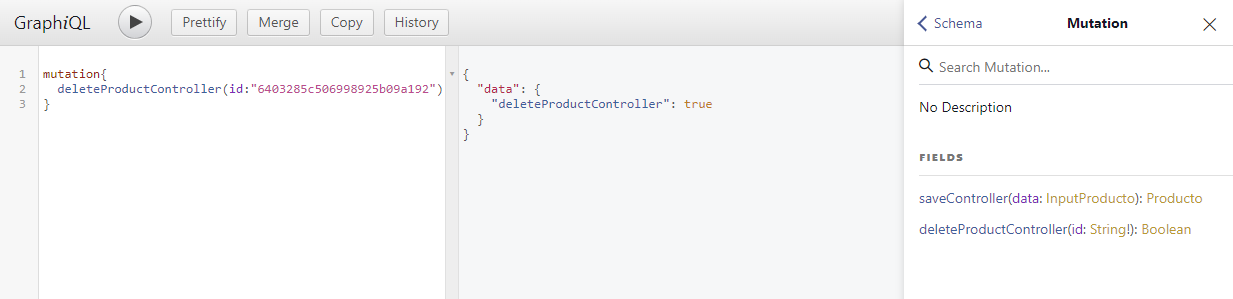 GraphiQL
Prettify
Merge
Copy
History
1 mutation{
2 deleteProductController(id:"6403285c506998925b09a192")
3 }
{
"data": {
"deleteProductController": true
}
}
Schema
Mutation
Search Mutation...
No Description
FIELDS
saveController(data: InputProducto): Producto
deleteProductController(id: String!): Boolean